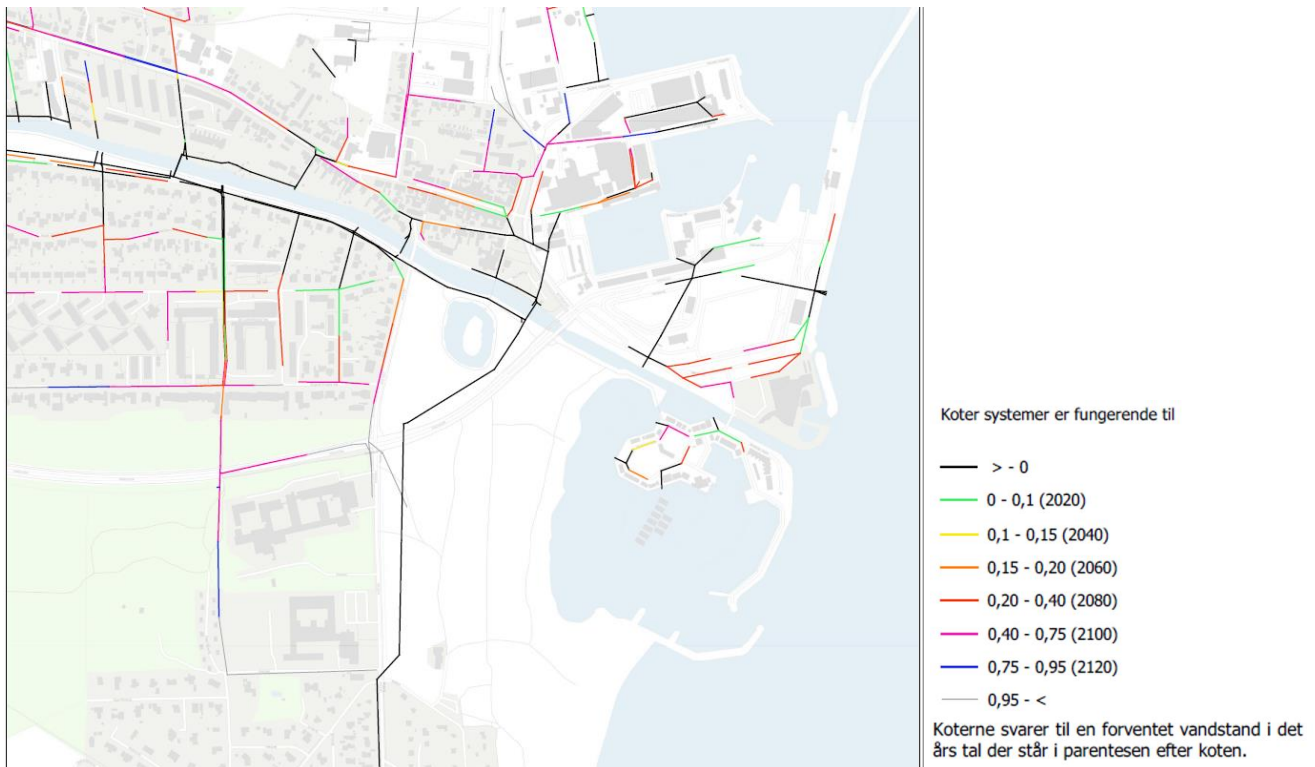 Koter systemer er fungerende til
> - 0
0 - 0,1 (2020)
0,1 - 0,15 (2040)
0,15 - 0,20 (2060)
0,20 - 0,40 (2080)
0,40 - 0,75 (2100)
0,75 - 0,95 (2120)
0,95 - <
Koterne svarer til en forventet vandstand i det
års tal der står i parentesen efter koten.